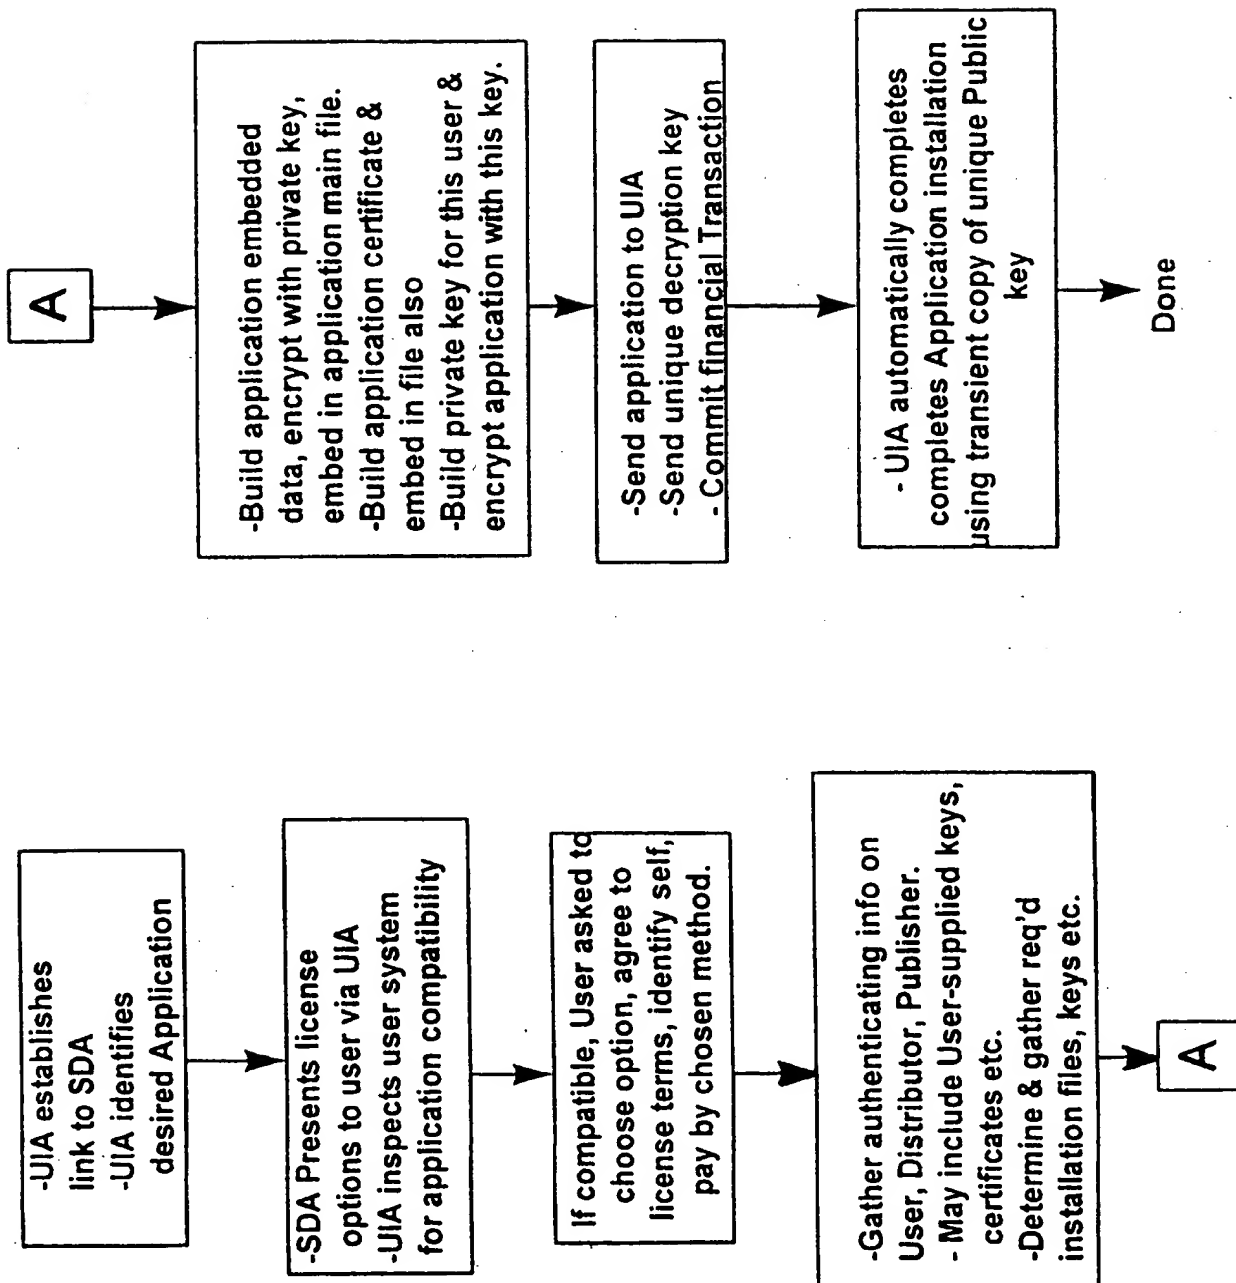 -UIA establishes
link to SDA
-UIA identifies
desired Application
-SDA Presents license
options to user via UIA
-UIA inspects user system
for application compatibility
If compatible, User asked to
choose option, agree to
license terms, identify self,
pay by chosen method.
-Gather authenticating info on
User, Distributor, Publisher.
- May include User-supplied keys,
certificates etc.
-Determine & gather req'd
installation files, keys etc.
A
A
-Build application embedded
data, encrypt with private key,
embed in application main file.
-Build application certificate &
embed in file also
-Build private key for this user &
encrypt application with this key.
-Send application to UIA
-Send unique decryption key
- Commit financial Transaction
- UIA automatically completes
completes Application installation
using transient copy of unique Public
key
Done